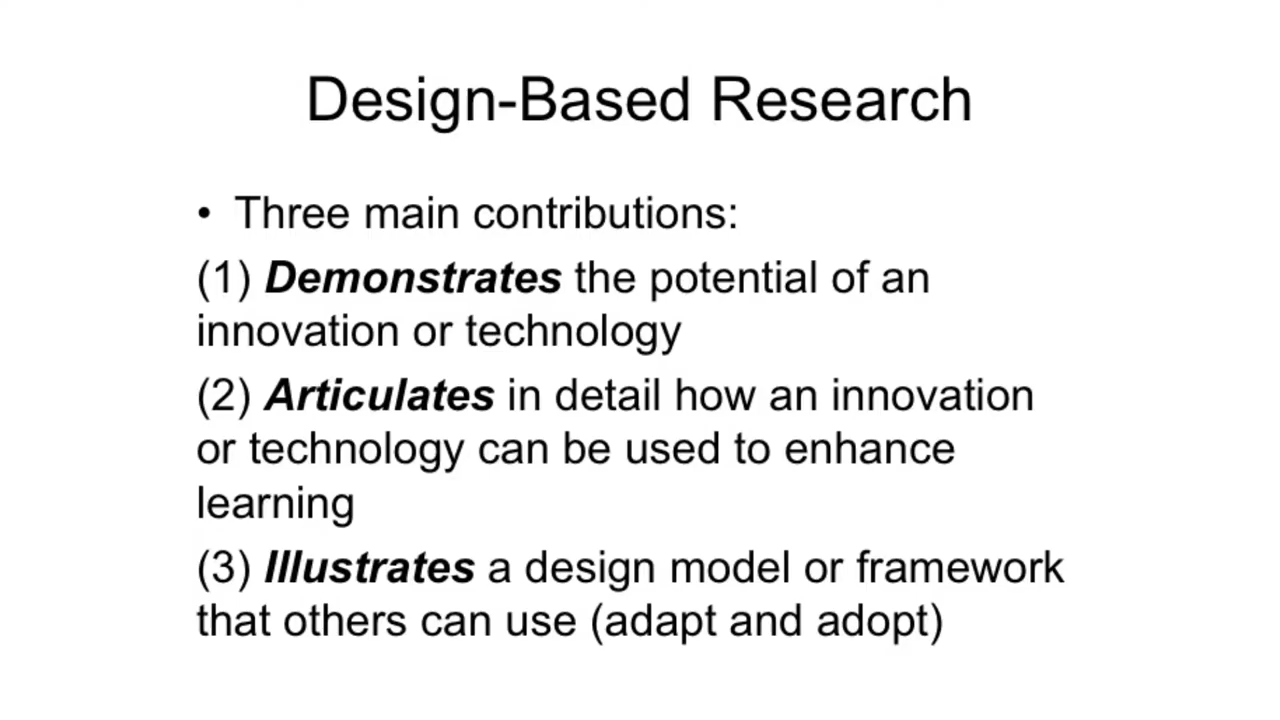 Design-Based Research
• Three main contributions:
(1) Demonstrates the potential of an
innovation or technology
(2) Articulates in detail how an innovation
or technology can be used to enhance
learning
(3) Illustrates a design model or framework
that others can use (adapt and adopt)